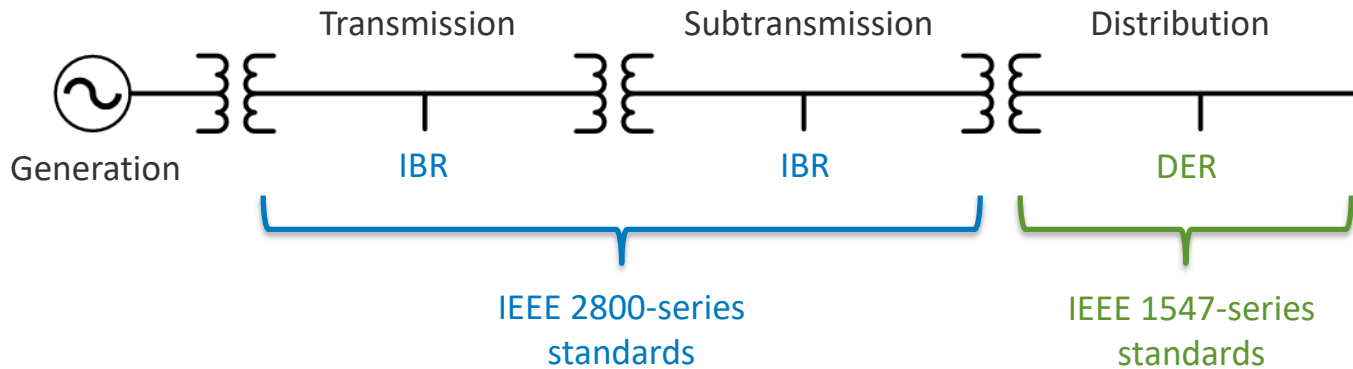 Transmission
Subtransmission
Distribution
Generation
IBR
IBR
DER
IEEE 2800-series
standards
IEEE 1547-series
standards